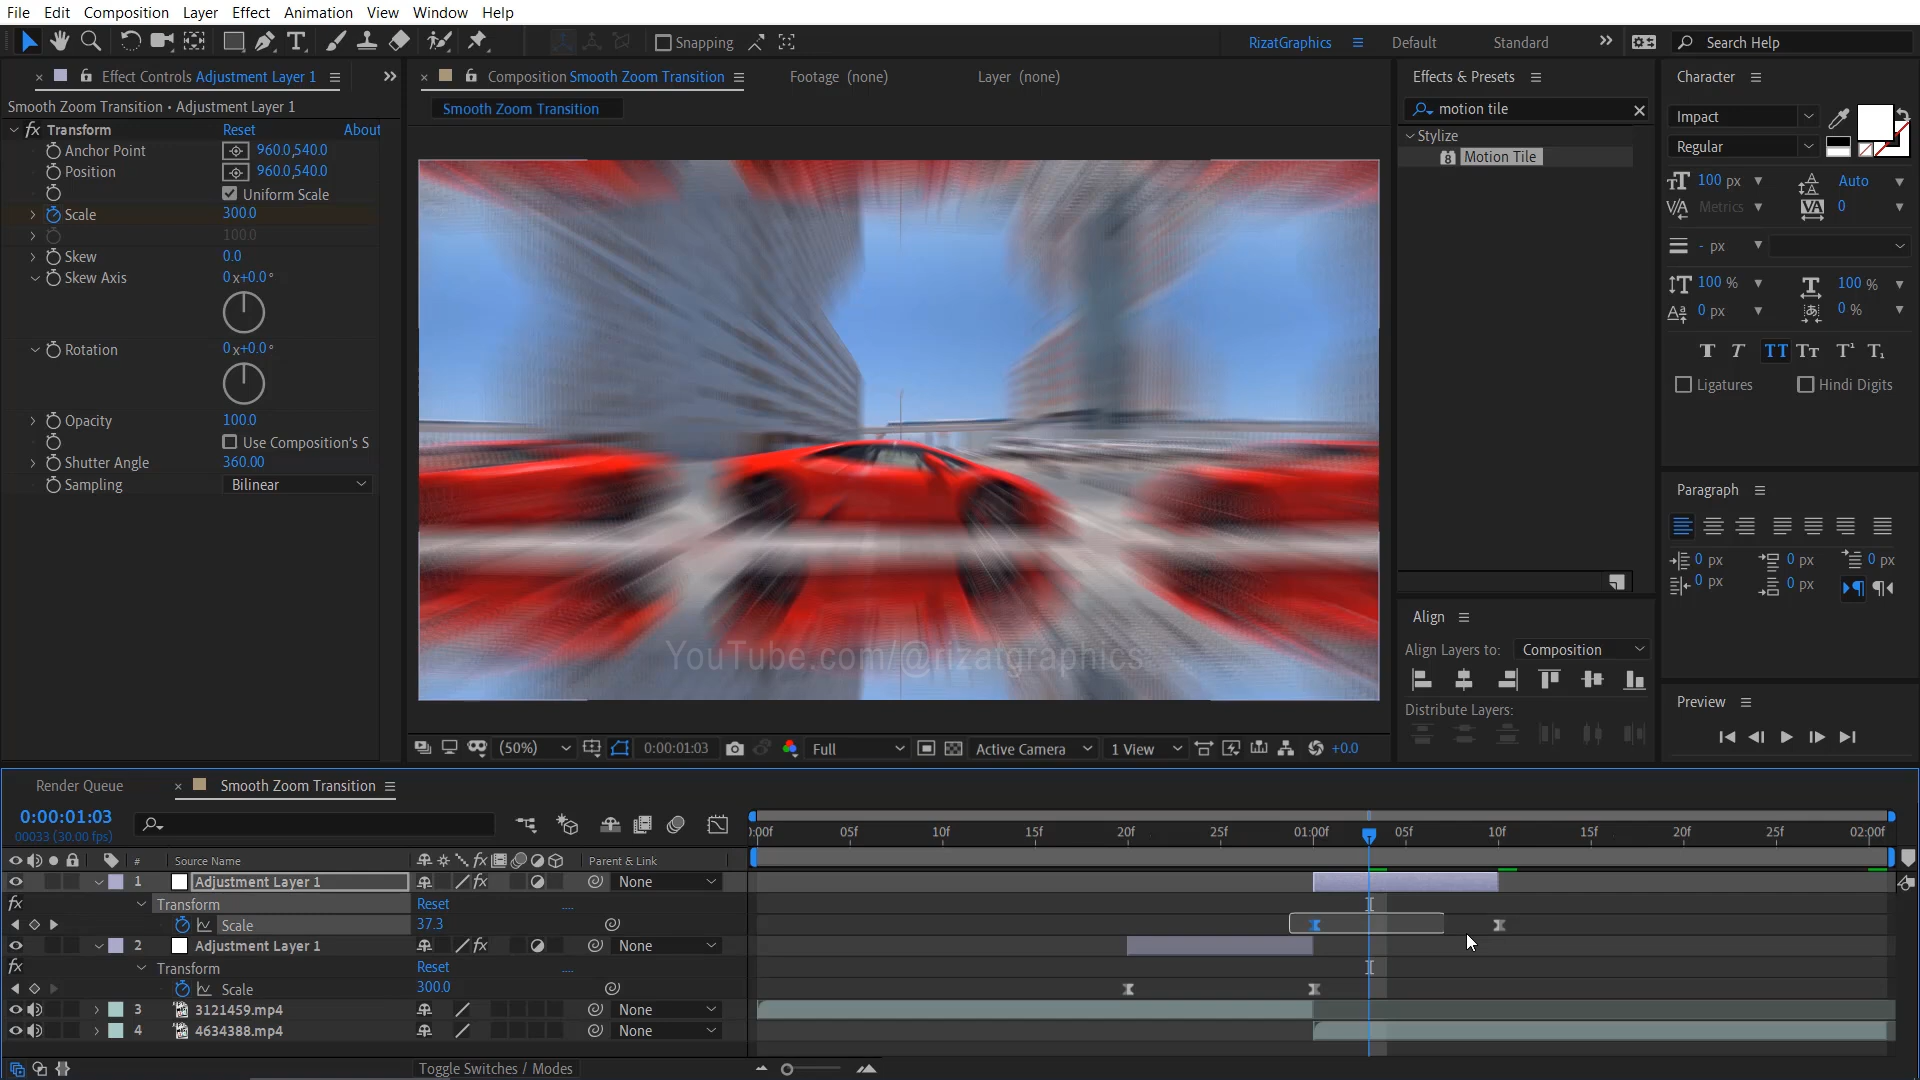 File Edit Composition Layer Effect Animation View Window Help
Snapping RizatGraphics Default Standard Search Help
Effect Controls Adjustment Layer 1
Smooth Zoom Transition • Adjustment Layer 1
fx Transform Reset About
Anchor Point 960.0,540.0
Position 960.0,540.0
Uniform Scale
Scale 300.0
100.0
Skew 0.0
Skew Axis 0x+0.0°
Rotation 0x+0.0°
Opacity 100.0
Use Composition's S
Shutter Angle 360.00
Sampling Bilinear
Composition Smooth Zoom Transition Footage (none) Layer (none)
Smooth Zoom Transition
YouTube.com/@rizatgraphics
(50%) 0:00:01:03 Full Active Camera 1 View +0.0
Effects & Presets
motion tile
Stylize
Motion Tile
Align
Align Layers to: Composition
Distribute Layers:
Character
Impact
Regular
100 px Auto
Metrics 0
- px
100 % 100 %
0 px 0 %
Ligatures Hindi Digits
Paragraph
0 px 0 px 0 px
0 px 0 px
Preview
Render Queue Smooth Zoom Transition
0:00:01:03
00033 (30.00 fps)
:00f 05f 10f 15f 20f 25f 01:00f 05f 10f 15f 20f 25f 02:00f
# Source Name Parent & Link
1 Adjustment Layer 1 None
fx Transform Reset
Scale 37.3
2 Adjustment Layer 1 None
fx Transform Reset
Scale 300.0
3 3121459.mp4 None
4 4634388.mp4 None
Toggle Switches / Modes